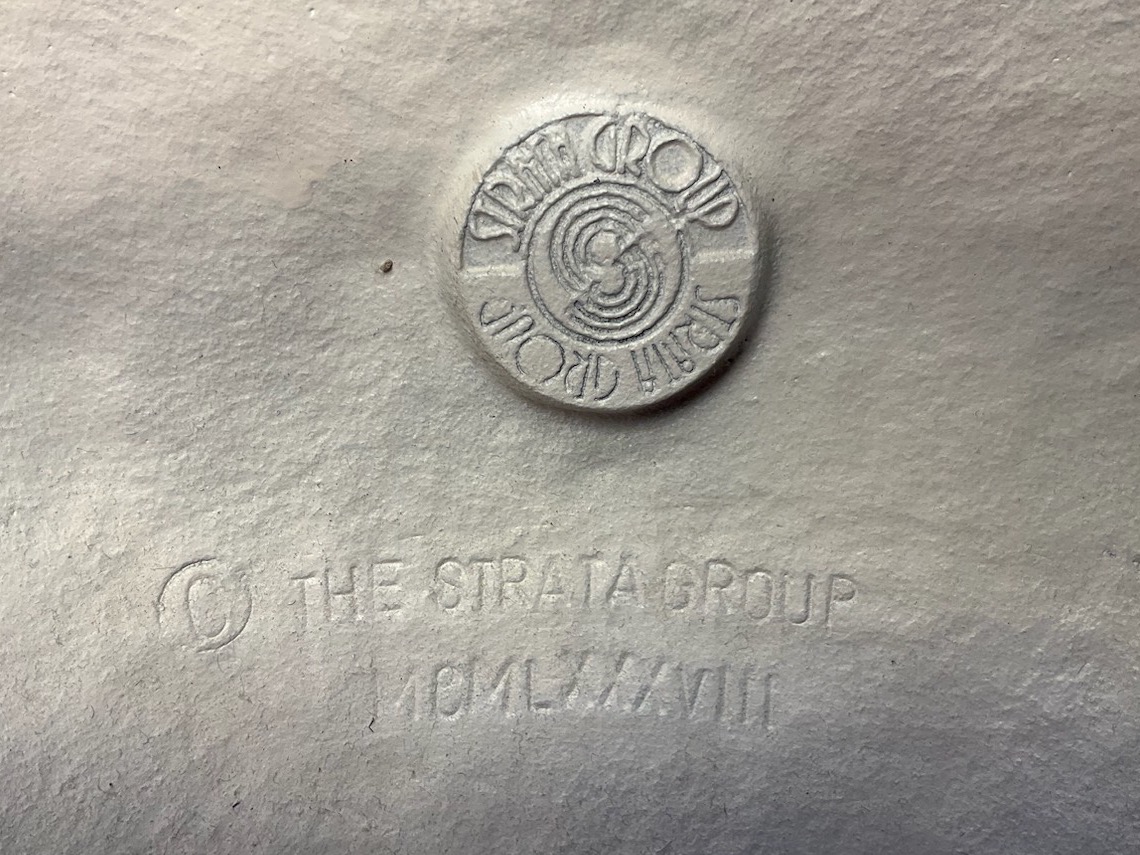 STRATA GROUP
STRATA GROUP
© THE STRATA GROUP
MCMLXXXVIII